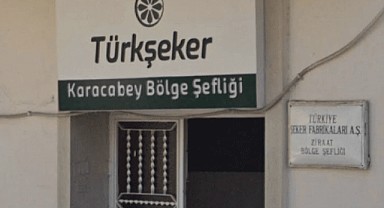 Türkşeker
Karacabey Bölge Şefliği
TÜRKİYE
ŞEKER FABRİKALARI A.Ş.
ZİRAAT
BÖLGE ŞEFLİĞİ